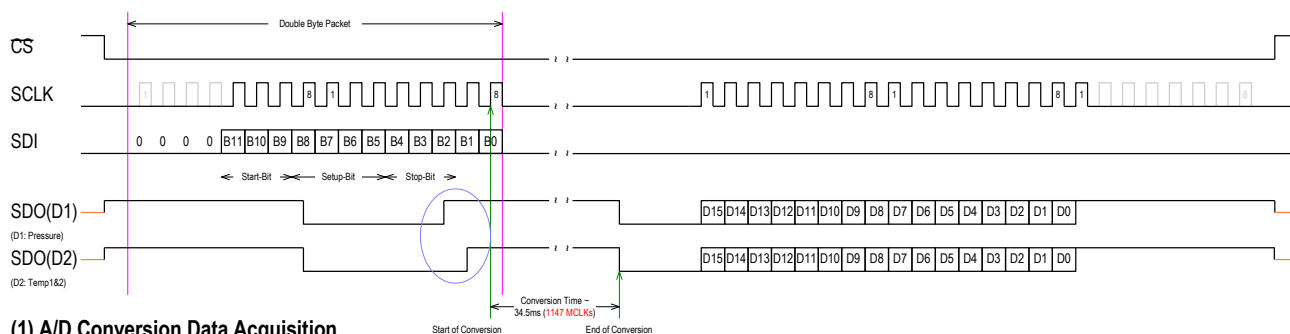 Double Byte Packet
CS
SCLK
1 8 1 8 1 8 1 8 1 8
SDI
0 0 0 0 B11 B10 B9 B8 B7 B6 B5 B4 B3 B2 B1 B0
Start-Bit Setup-Bit Stop-Bit
SDO(D1)
(D1: Pressure)
D15 D14 D13 D12 D11 D10 D9 D8 D7 D6 D5 D4 D3 D2 D1 D0
SDO(D2)
(D2: Temp1&2)
D15 D14 D13 D12 D11 D10 D9 D8 D7 D6 D5 D4 D3 D2 D1 D0
Conversion Time ~
34.5ms (1147 MCLKs)
(1) A/D Conversion Data Acquisition
Start of Conversion End of Conversion